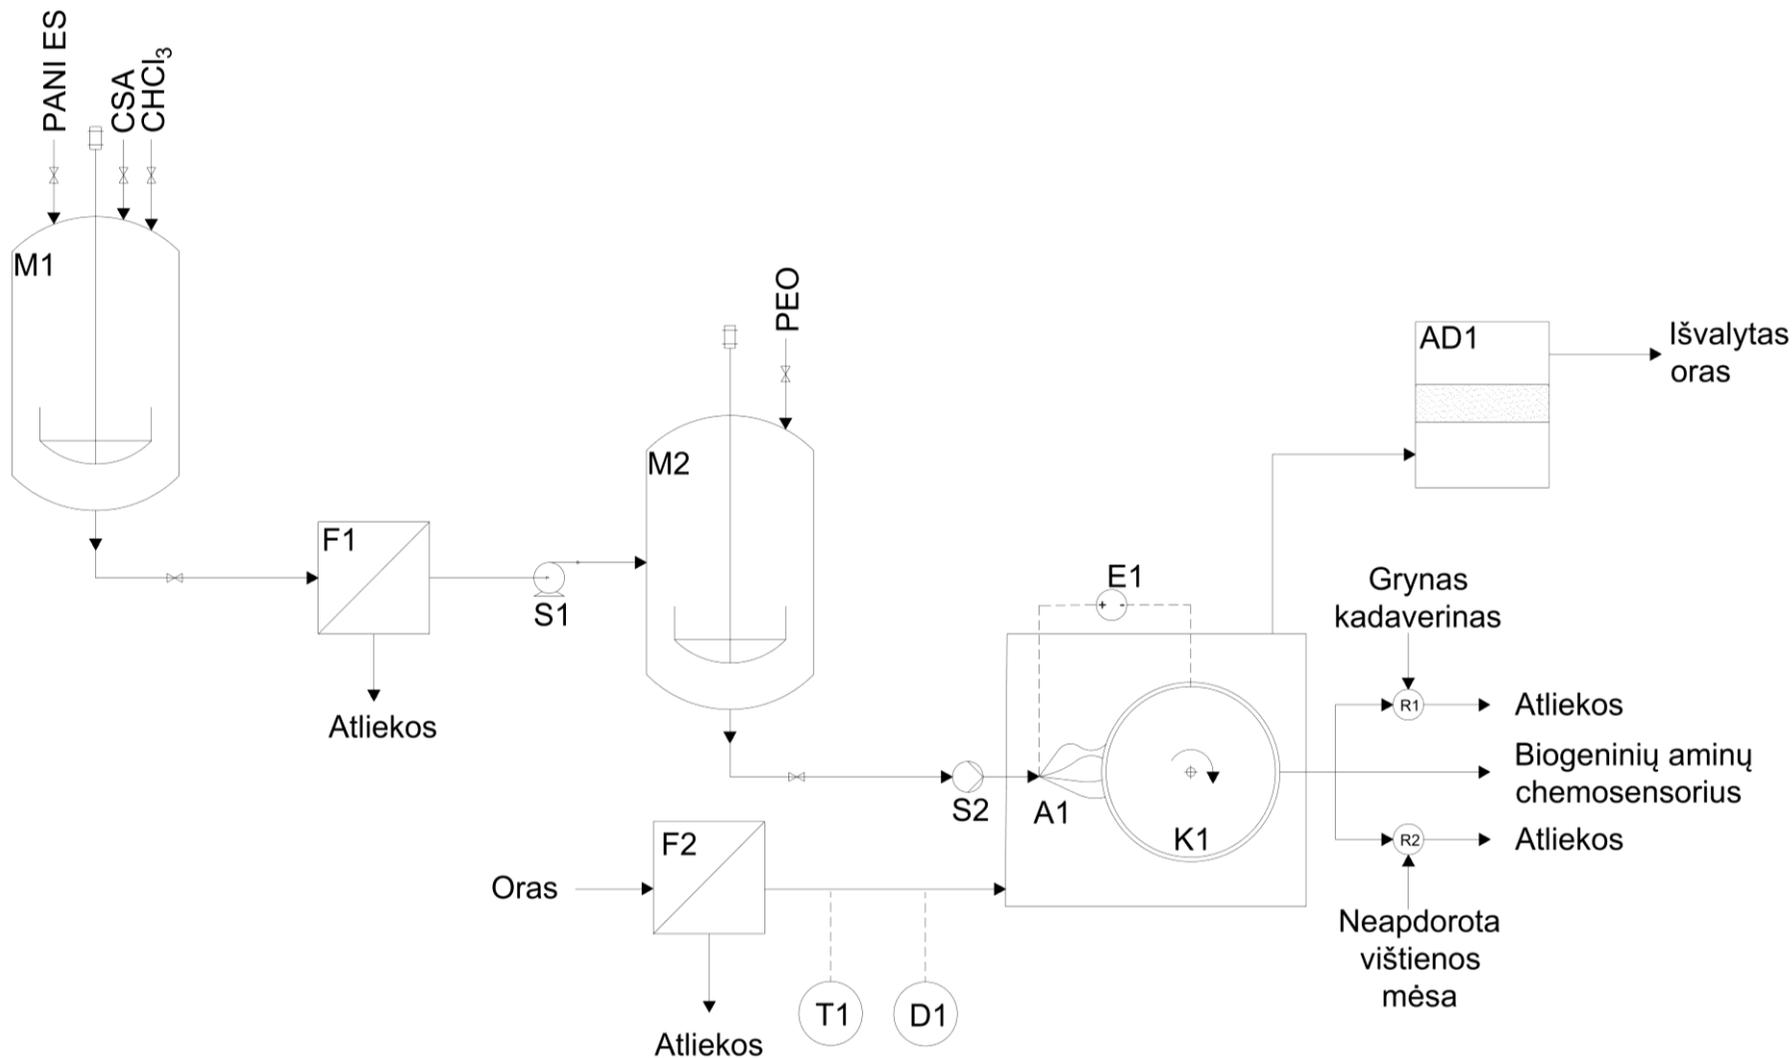 PANI ES
CSA
CHCl₃
M1
F1
Atliekos
S1
PEO
M2
AD1
Išvalytas
oras
E1
+ -
S2
A1
K1
Grynas
kadaverinas
R1
Atliekos
Biogeninių aminų
chemosensorius
R2
Atliekos
Neapdorota
vištienos
mėsa
Oras
F2
Atliekos
T1
D1